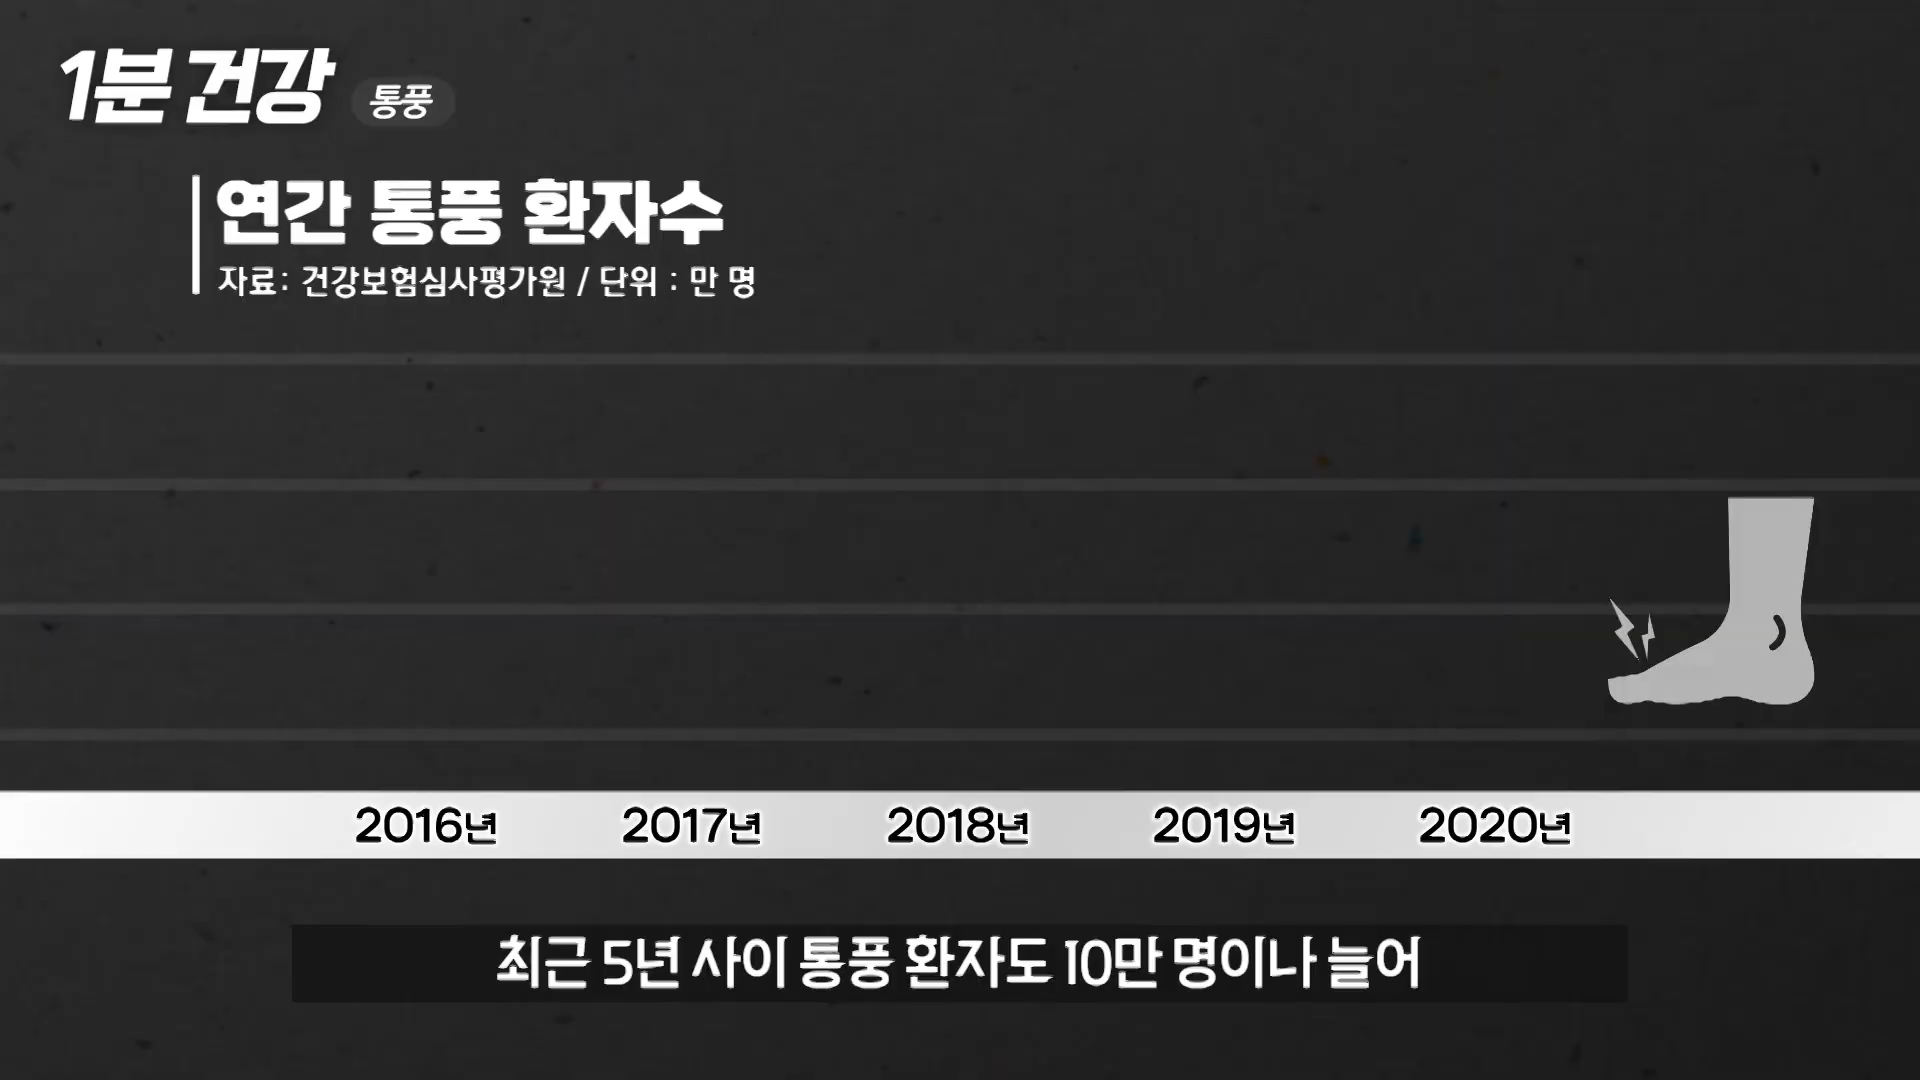 1분 건강 통풍
연간 통풍 환자수
자료: 건강보험심사평가원 / 단위 : 만 명
2016년 2017년 2018년 2019년 2020년
최근 5년 사이 통풍 환자도 10만 명이나 늘어